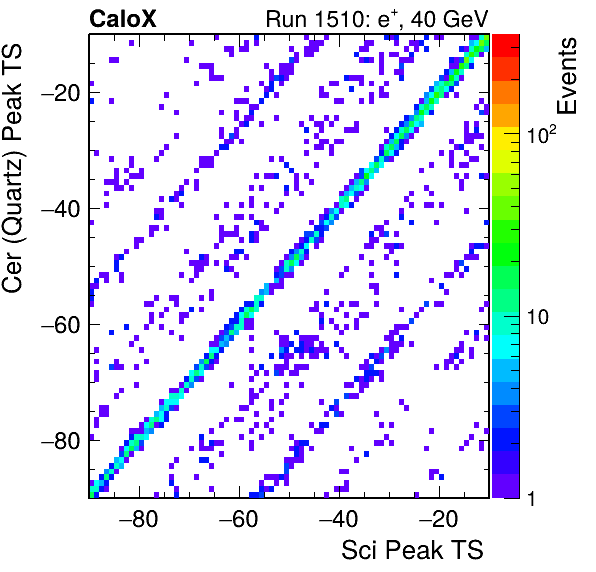 CaloX Run 1510: e⁺, 40 GeV
Cer (Quartz) Peak TS
Events
−20
−40
−60
−80
10²
10
1
−80 −60 −40 −20
Sci Peak TS